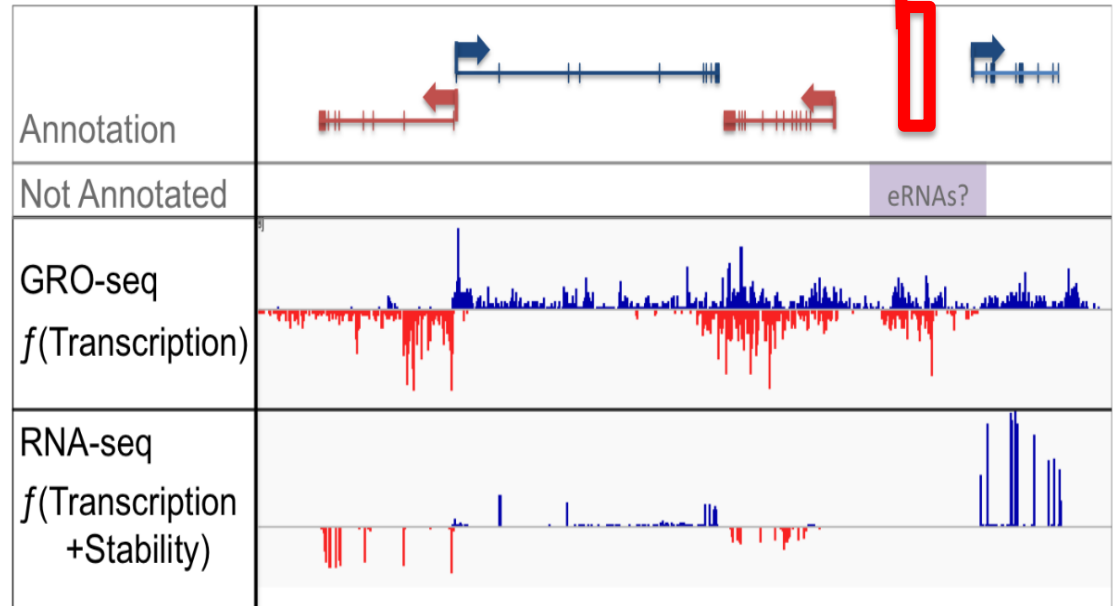 Annotation
Not Annotated
eRNAs?
GRO-seq
ƒ(Transcription)
RNA-seq
ƒ(Transcription
+Stability)